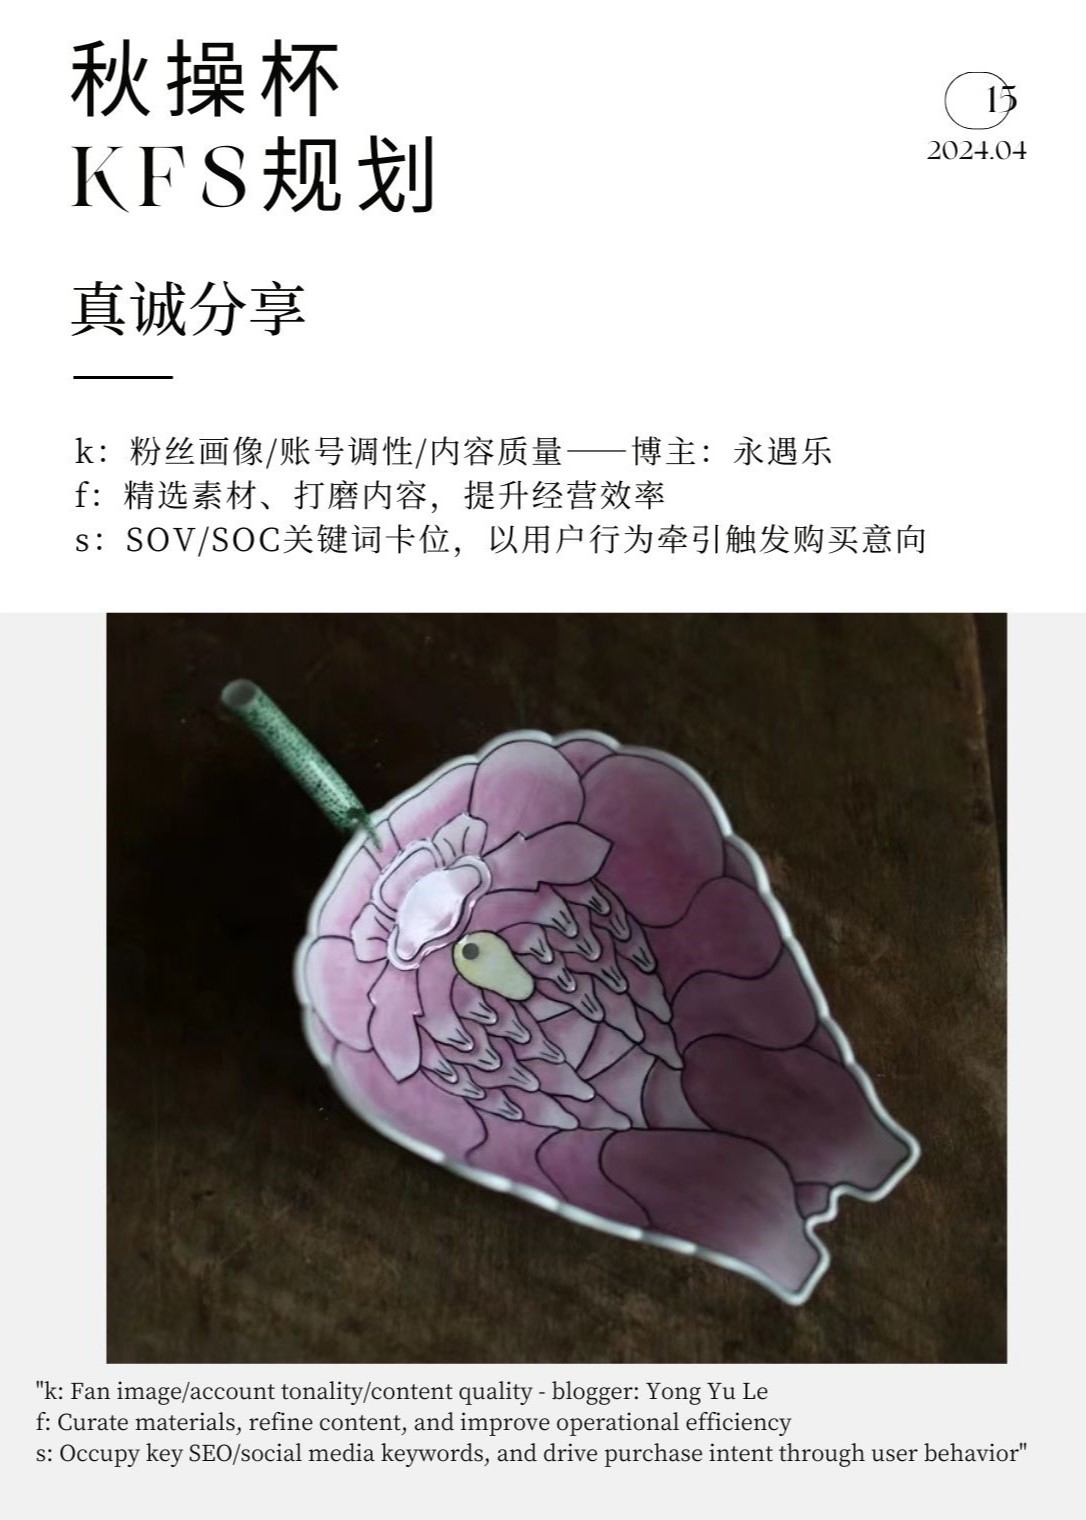 秋操杯
KFS规划
15
2024.04
真诚分享
k：粉丝画像/账号调性/内容质量——博主：永遇乐
f：精选素材、打磨内容，提升经营效率
s：SOV/SOC关键词卡位，以用户行为牵引触发购买意向
"k: Fan image/account tonality/content quality - blogger: Yong Yu Le
f: Curate materials, refine content, and improve operational efficiency
s: Occupy key SEO/social media keywords, and drive purchase intent through user behavior"